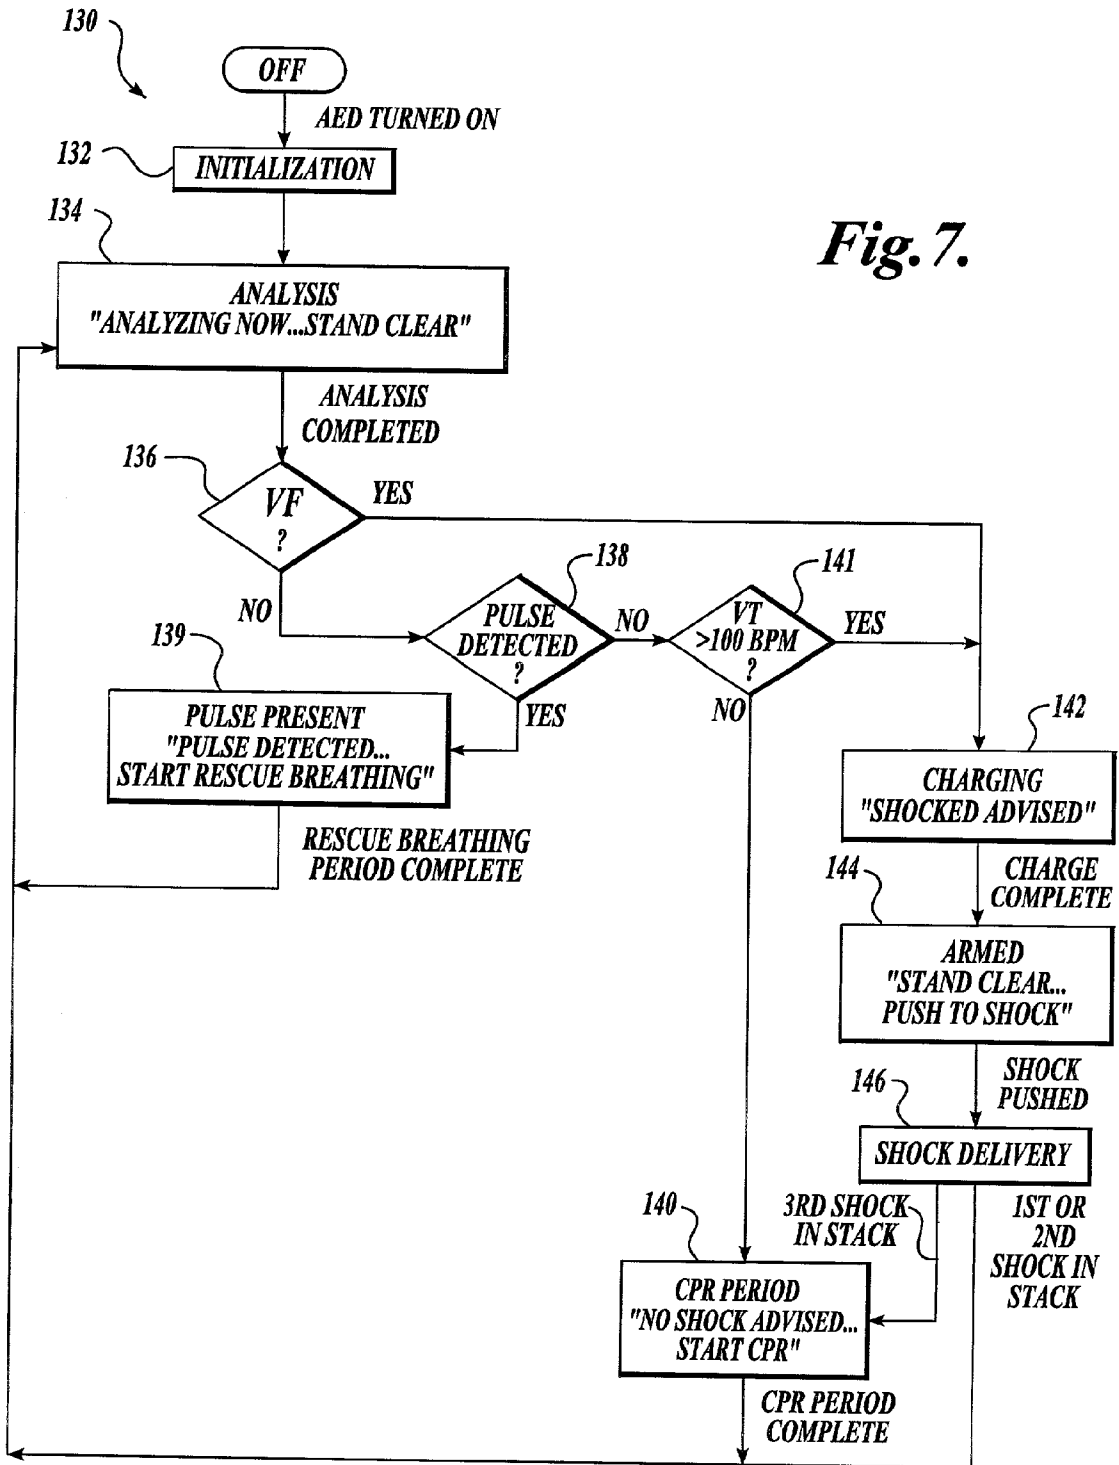 130
OFF
AED TURNED ON
132
INITIALIZATION
134
Fig. 7.
ANALYSIS
"ANALYZING NOW...STAND CLEAR"
ANALYSIS
COMPLETED
136
VF
?
YES
NO
138
PULSE
DETECTED
?
NO
YES
141
VT
>100 BPM
?
YES
NO
139
PULSE PRESENT
"PULSE DETECTED...
START RESCUE BREATHING"
RESCUE BREATHING
PERIOD COMPLETE
142
CHARGING
"SHOCKED ADVISED"
CHARGE
COMPLETE
144
ARMED
"STAND CLEAR...
PUSH TO SHOCK"
SHOCK
PUSHED
146
SHOCK DELIVERY
3RD SHOCK
IN STACK
1ST OR
2ND
SHOCK IN
STACK
140
CPR PERIOD
"NO SHOCK ADVISED...
START CPR"
CPR PERIOD
COMPLETE